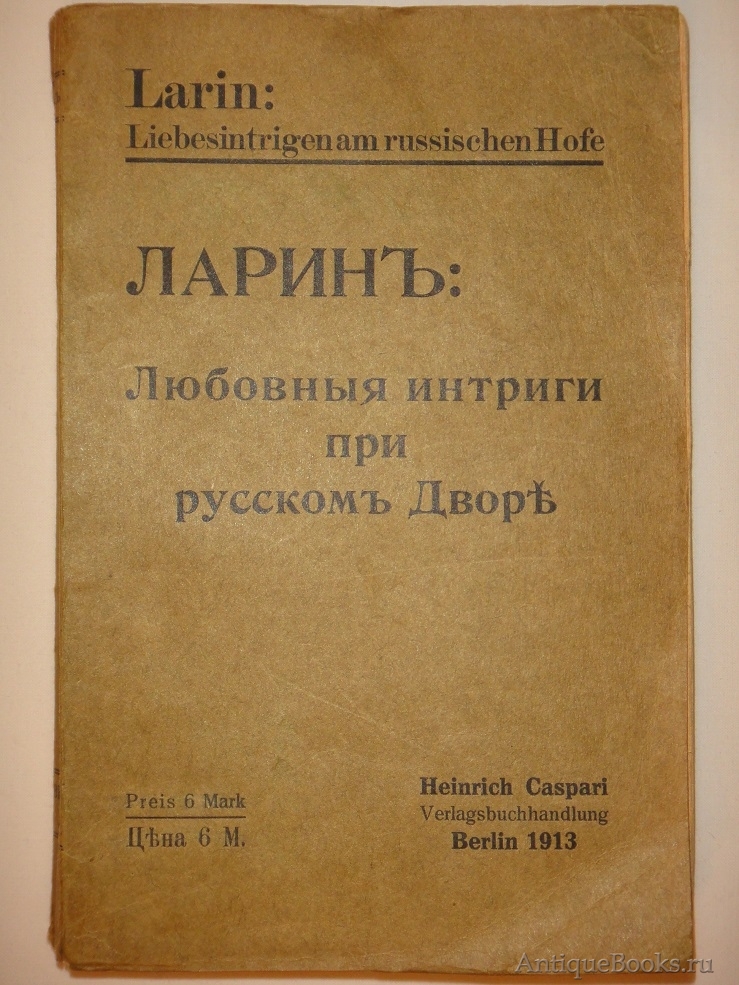 Larin:
Liebesintrigen am russischen Hofe
ЛАРИНЪ:
Любовныя интриги
при
русскомъ Дворѣ
Preis 6 Mark
Цѣна 6 М.
Heinrich Caspari
Verlagsbuchhandlung
Berlin 1913
AntiqueBooks.ru